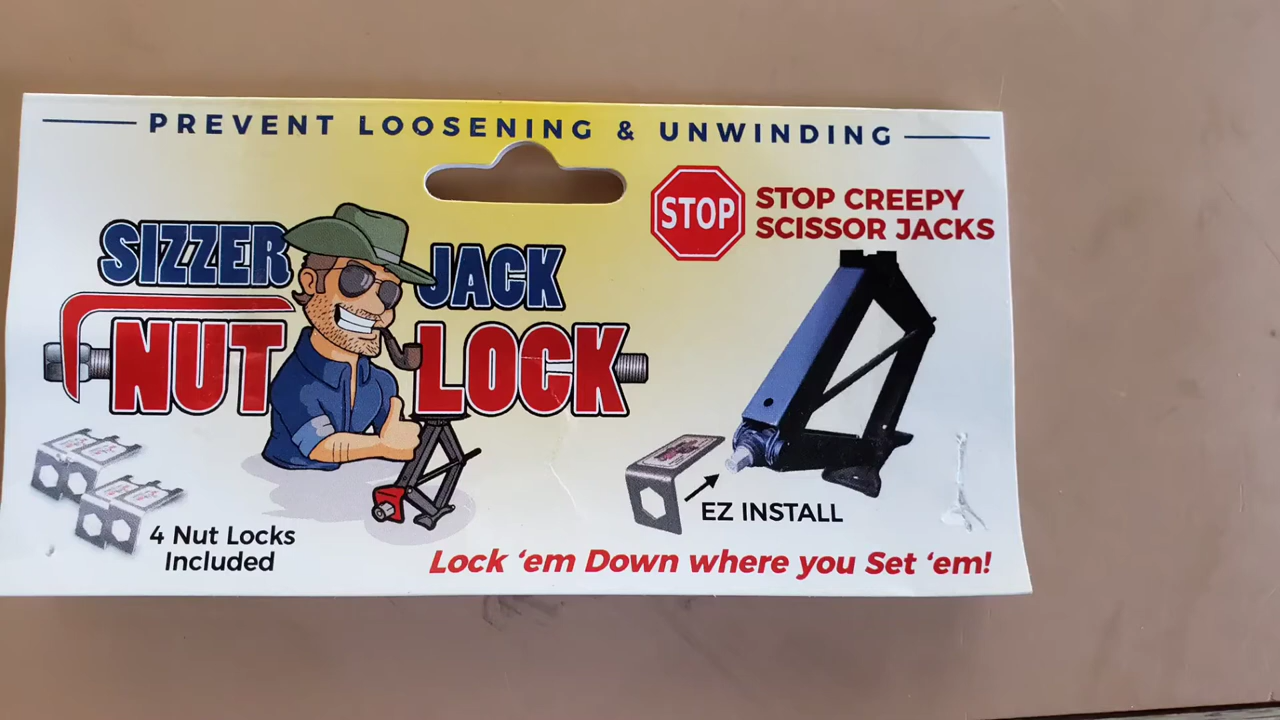 PREVENT LOOSENING & UNWINDING
STOP
STOP CREEPY
SCISSOR JACKS
SIZZER JACK
NUT LOCK
EZ INSTALL
4 Nut Locks
Included
Lock ‘em Down where you Set ‘em!